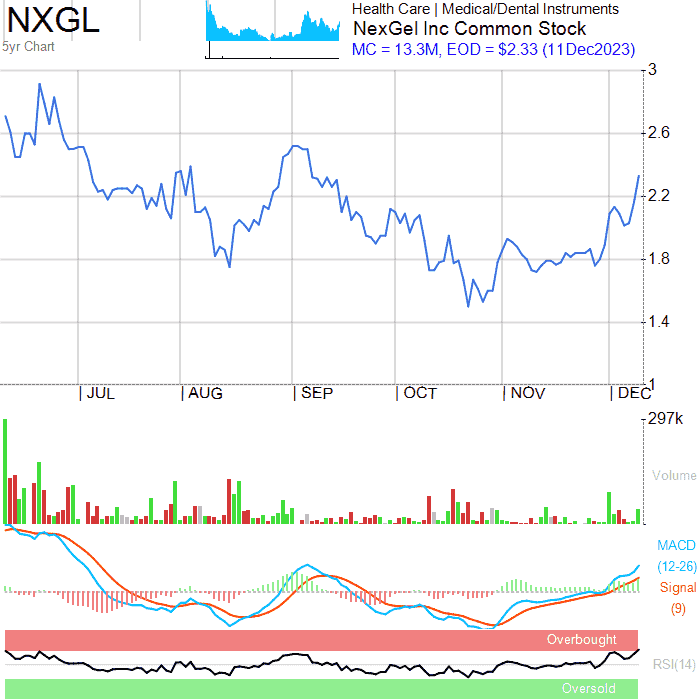 NXGL
5yr Chart
Health Care | Medical/Dental Instruments
NexGel Inc Common Stock
MC = 13.3M, EOD = $2.33 (11Dec2023)
3
2.6
2.2
1.8
1.4
1
| JUL | AUG | SEP | OCT | NOV | DEC
297k
Volume
MACD
(12-26)
Signal
(9)
Overbought
RSI(14)
Oversold